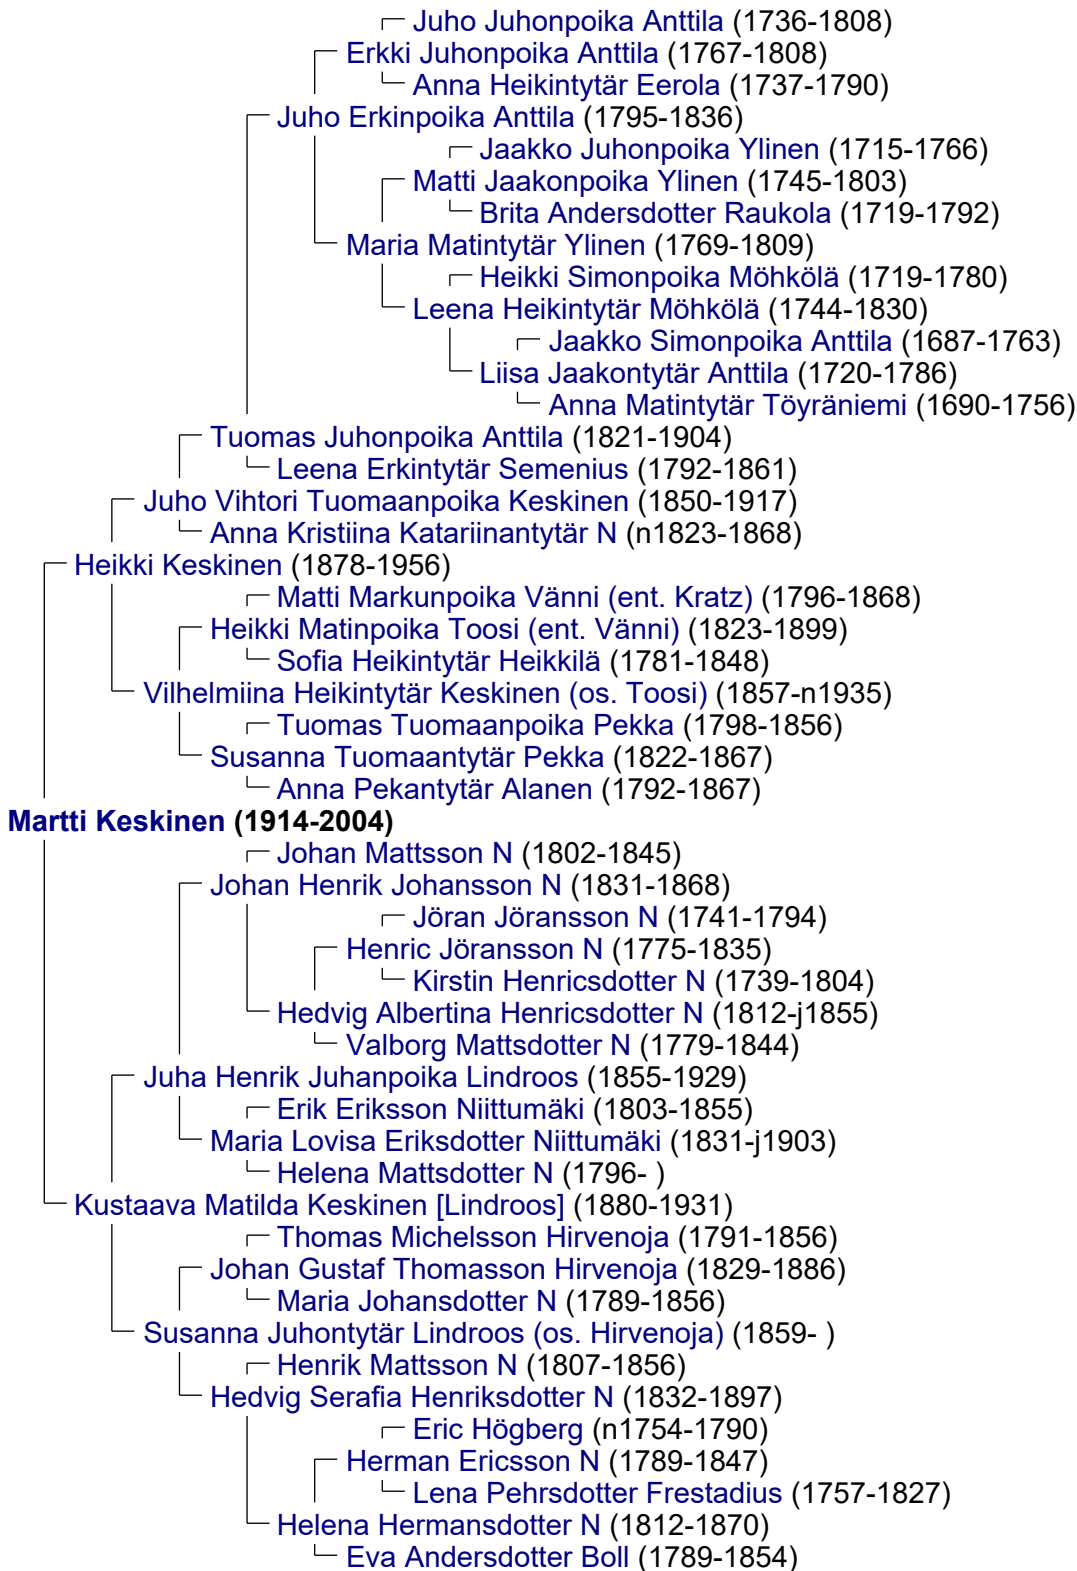 Juho Juhonpoika Anttila (1736-1808)
Erkki Juhonpoika Anttila (1767-1808)
Anna Heikintytär Eerola (1737-1790)
Juho Erkinpoika Anttila (1795-1836)
Jaakko Juhonpoika Ylinen (1715-1766)
Matti Jaakonpoika Ylinen (1745-1803)
Brita Andersdotter Raukola (1719-1792)
Maria Matintytär Ylinen (1769-1809)
Heikki Simonpoika Möhkölä (1719-1780)
Leena Heikintytär Möhkölä (1744-1830)
Jaakko Simonpoika Anttila (1687-1763)
Liisa Jaakontytär Anttila (1720-1786)
Anna Matintytär Töyräniemi (1690-1756)
Tuomas Juhonpoika Anttila (1821-1904)
Leena Erkintytär Semenius (1792-1861)
Juho Vihtori Tuomaanpoika Keskinen (1850-1917)
Anna Kristiina Katariinantytär N (n1823-1868)
Heikki Keskinen (1878-1956)
Matti Markunpoika Vänni (ent. Kratz) (1796-1868)
Heikki Matinpoika Toosi (ent. Vänni) (1823-1899)
Sofia Heikintytär Heikkilä (1781-1848)
Vilhelmiina Heikintytär Keskinen (os. Toosi) (1857-n1935)
Tuomas Tuomaanpoika Pekka (1798-1856)
Susanna Tuomaantytär Pekka (1822-1867)
Anna Pekantytär Alanen (1792-1867)
Martti Keskinen (1914-2004)
Johan Mattsson N (1802-1845)
Johan Henrik Johansson N (1831-1868)
Jöran Jöransson N (1741-1794)
Henric Jöransson N (1775-1835)
Kirstin Henricsdotter N (1739-1804)
Hedvig Albertina Henricsdotter N (1812-j1855)
Valborg Mattsdotter N (1779-1844)
Juha Henrik Juhanpoika Lindroos (1855-1929)
Erik Eriksson Niittumäki (1803-1855)
Maria Lovisa Eriksdotter Niittumäki (1831-j1903)
Helena Mattsdotter N (1796- )
Kustaava Matilda Keskinen [Lindroos] (1880-1931)
Thomas Michelsson Hirvenoja (1791-1856)
Johan Gustaf Thomasson Hirvenoja (1829-1886)
Maria Johansdotter N (1789-1856)
Susanna Juhontytär Lindroos (os. Hirvenoja) (1859- )
Henrik Mattsson N (1807-1856)
Hedvig Serafia Henriksdotter N (1832-1897)
Eric Högberg (n1754-1790)
Herman Ericsson N (1789-1847)
Lena Pehrsdotter Frestadius (1757-1827)
Helena Hermansdotter N (1812-1870)
Eva Andersdotter Boll (1789-1854)